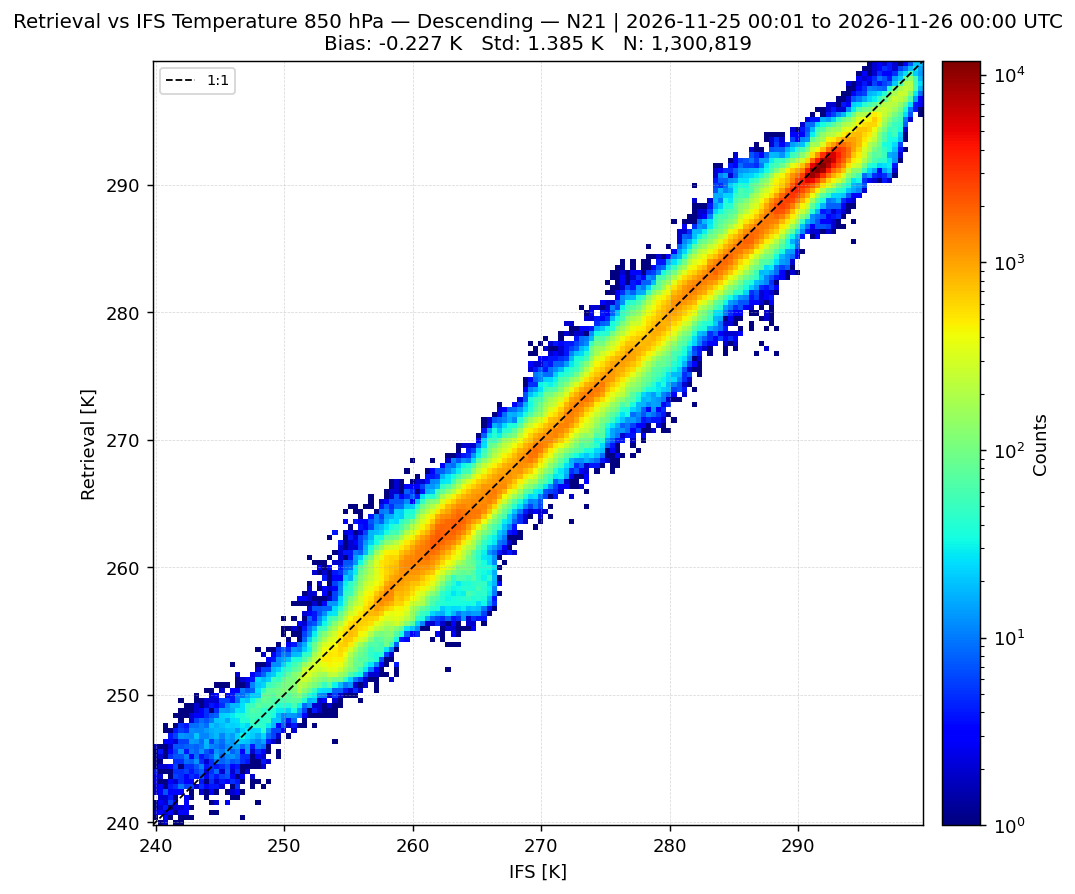 Retrieval vs IFS Temperature 850 hPa — Descending — N21 | 2026-11-25 00:01 to 2026-11-26 00:00 UTC
Bias: -0.227 K   Std: 1.385 K   N: 1,300,819
1:1
Retrieval [K]
290
280
270
260
250
240
240 250 260 270 280 290
IFS [K]
10⁴
10³
10²
10¹
10⁰
Counts